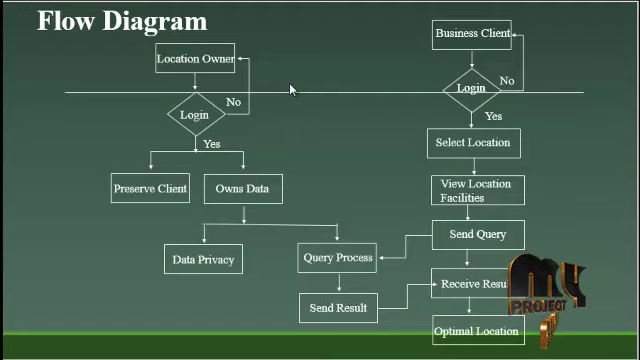 Flow Diagram
Location Owner
No
Login
Yes
Preserve Client
Owns Data
Data Privacy
Query Process
Send Result
Business Client
No
Login
Yes
Select Location
View Location
Facilities
Send Query
Receive Resu
Optimal Location
MY
PROJECT